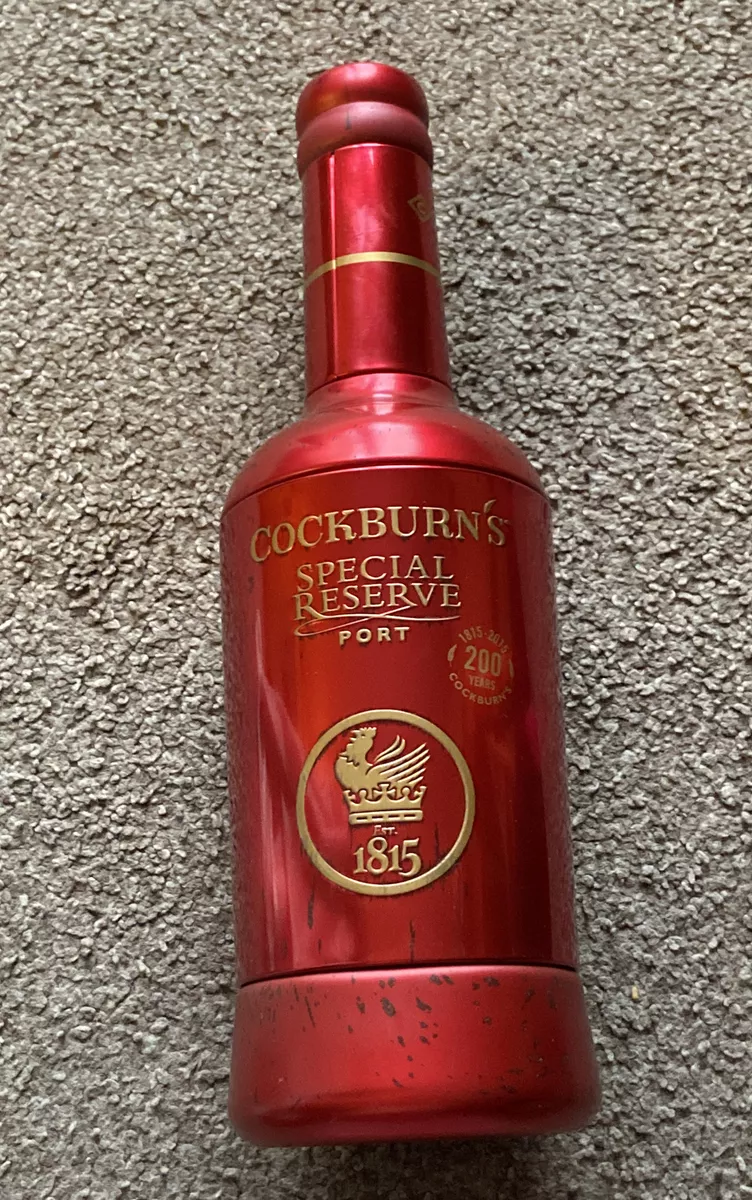 COCKBURN'S
SPECIAL
RESERVE
PORT
1815-2015
200
YEARS
COCKBURN'S
EST.
1815